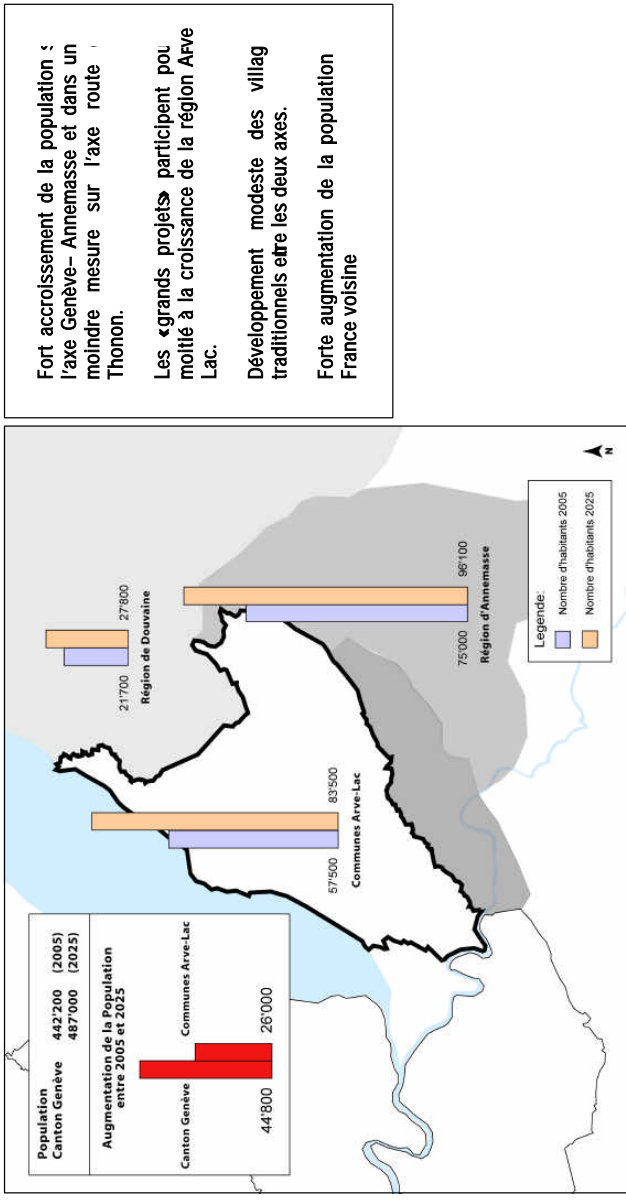 Population
Canton Genève 442'200 (2005)
487'000 (2025)
Augmentation de la Population
entre 2005 et 2025
Canton Genève Communes Arve-Lac
44'800 26'000
21'700 27'800
Région de Douvaine
57'500 83'500
Communes Arve-Lac
75'000 96'100
Région d'Annemasse
Legende:
Nombre d'habitants 2005
Nombre d'habitants 2025
N
Fort accroissement de la population
l'axe Genève– Annemasse et dans un
moindre mesure sur l'axe route
Thonon.
Les «grands projets» participent pou
moitié à la croissance de la région Arve
Lac.
Développement modeste des villag
traditionnels entre les deux axes.
Forte augmentation de la population
France voisine